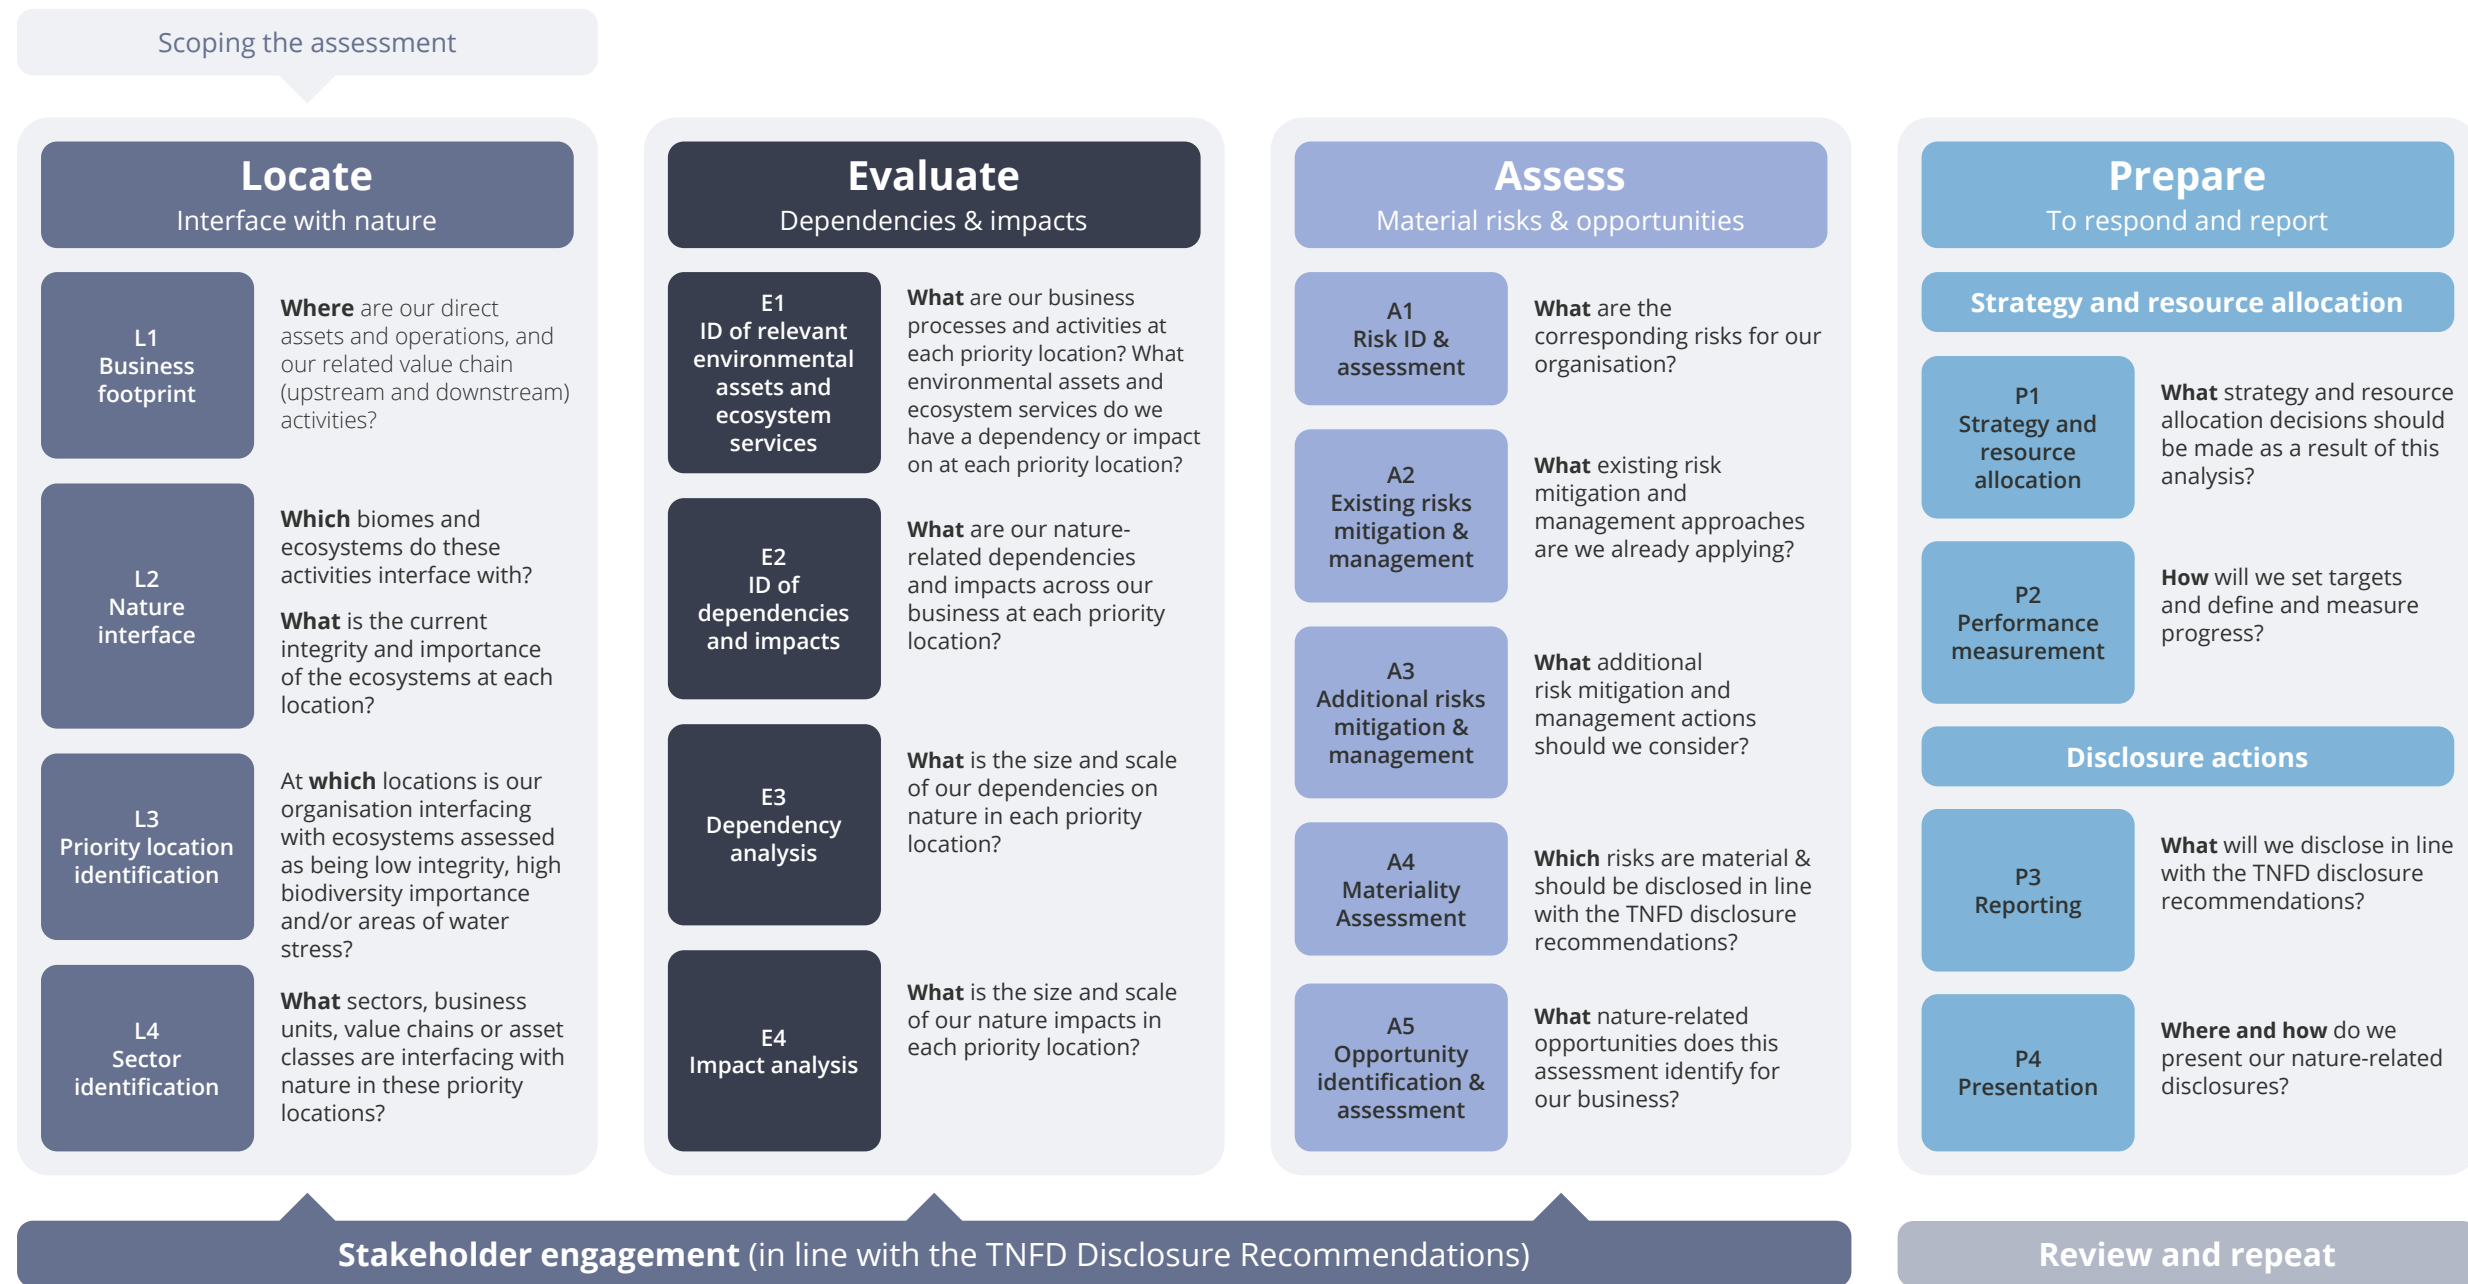 Scoping the assessment
Locate
Interface with nature
L1
Business
footprint
Where are our direct
assets and operations, and
our related value chain
(upstream and downstream)
activities?
L2
Nature
interface
Which biomes and
ecosystems do these
activities interface with?
What is the current
integrity and importance
of the ecosystems at each
location?
L3
Priority location
identification
At which locations is our
organisation interfacing
with ecosystems assessed
as being low integrity, high
biodiversity importance
and/or areas of water
stress?
L4
Sector
identification
What sectors, business
units, value chains or asset
classes are interfacing with
nature in these priority
locations?
Evaluate
Dependencies & impacts
E1
ID of relevant
environmental
assets and
ecosystem
services
What are our business
processes and activities at
each priority location? What
environmental assets and
ecosystem services do we
have a dependency or impact
on at each priority location?
E2
ID of
dependencies
and impacts
What are our nature-
related dependencies
and impacts across our
business at each priority
location?
E3
Dependency
analysis
What is the size and scale
of our dependencies on
nature in each priority
location?
E4
Impact analysis
What is the size and scale
of our nature impacts in
each priority location?
Assess
Material risks & opportunities
A1
Risk ID &
assessment
What are the
corresponding risks for our
organisation?
A2
Existing risks
mitigation &
management
What existing risk
mitigation and
management approaches
are we already applying?
A3
Additional risks
mitigation &
management
What additional
risk mitigation and
management actions
should we consider?
A4
Materiality
Assessment
Which risks are material &
should be disclosed in line
with the TNFD disclosure
recommendations?
A5
Opportunity
identification &
assessment
What nature-related
opportunities does this
assessment identify for
our business?
Prepare
To respond and report
Strategy and resource allocation
P1
Strategy and
resource
allocation
What strategy and resource
allocation decisions should
be made as a result of this
analysis?
P2
Performance
measurement
How will we set targets
and define and measure
progress?
Disclosure actions
P3
Reporting
What will we disclose in line
with the TNFD disclosure
recommendations?
P4
Presentation
Where and how do we
present our nature-related
disclosures?
Stakeholder engagement (in line with the TNFD Disclosure Recommendations)
Review and repeat